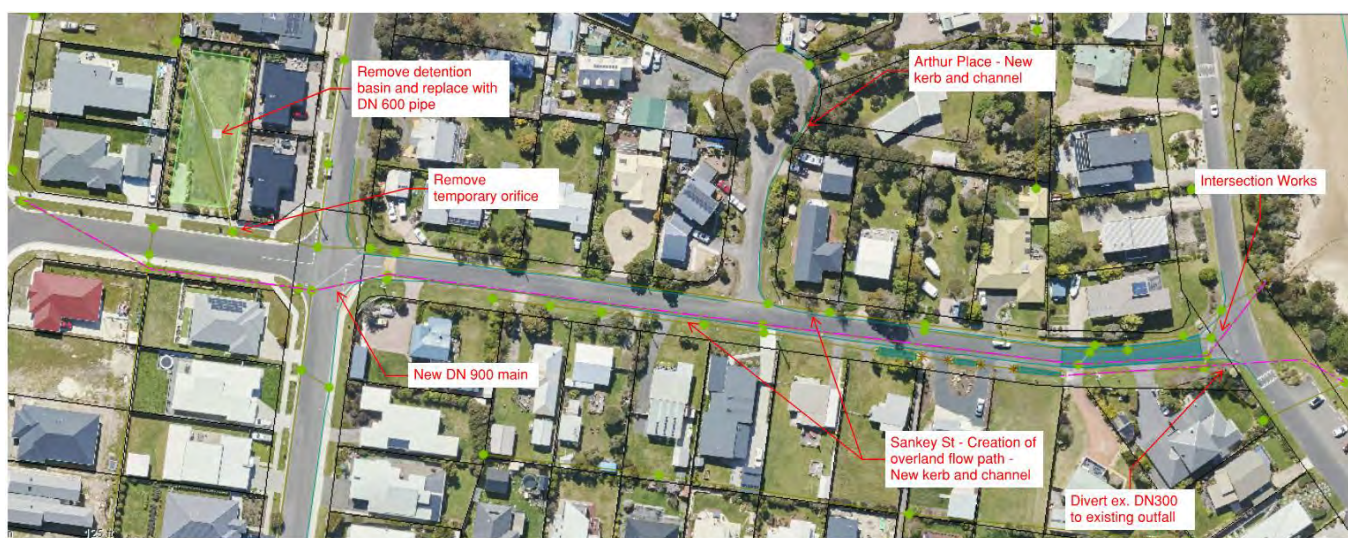 Remove detention
basin and replace with
DN 600 pipe
Arthur Place - New
kerb and channel
Remove
temporary orifice
Intersection Works
New DN 900 main
Sankey St - Creation of
overland flow path -
New kerb and channel
Divert ex. DN300
to existing outfall
125 ft